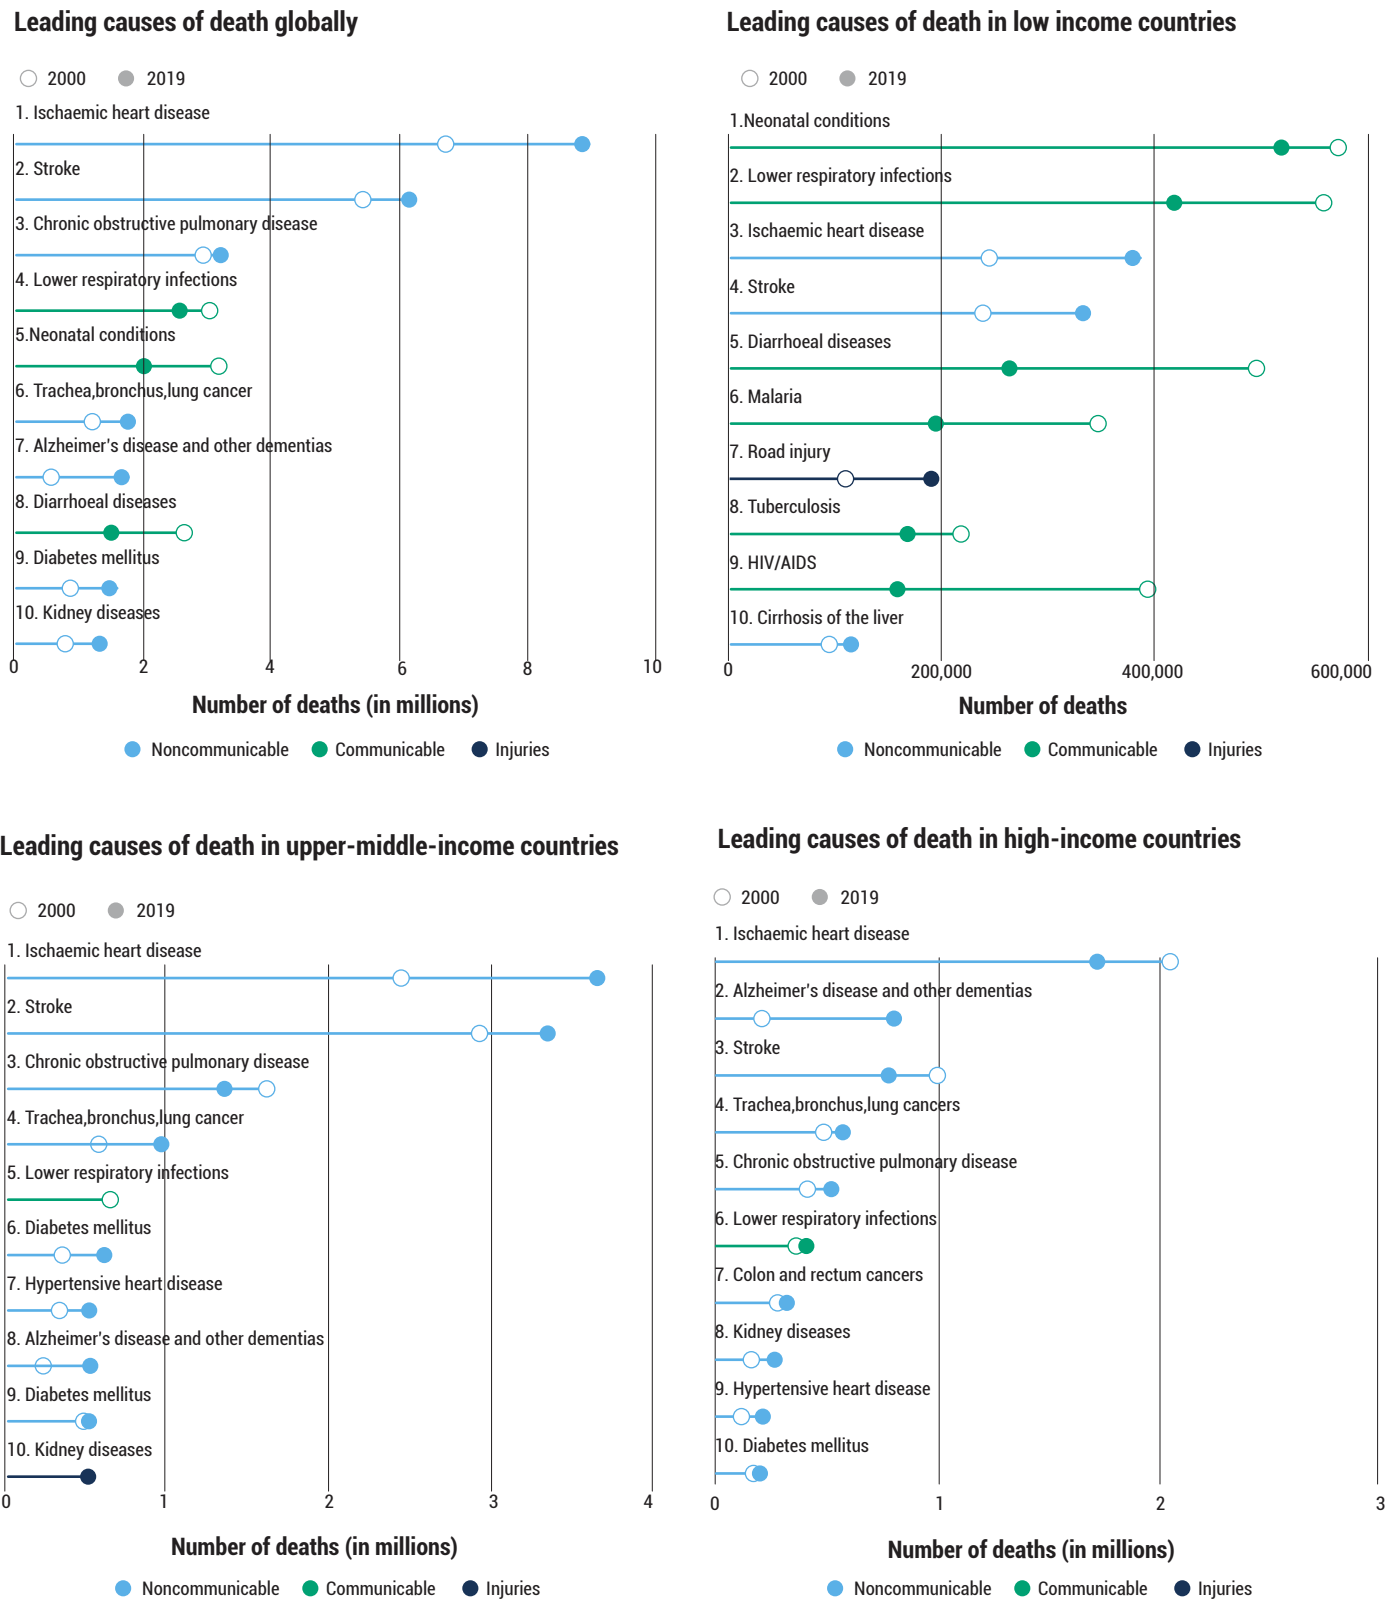 Leading causes of death globally
2000 2019
1. Ischaemic heart disease
2. Stroke
3. Chronic obstructive pulmonary disease
4. Lower respiratory infections
5.Neonatal conditions
6. Trachea,bronchus,lung cancer
7. Alzheimer's disease and other dementias
8. Diarrhoeal diseases
9. Diabetes mellitus
10. Kidney diseases
0 2 4 6 8 10
Number of deaths (in millions)
Noncommunicable Communicable Injuries
Leading causes of death in low income countries
2000 2019
1.Neonatal conditions
2. Lower respiratory infections
3. Ischaemic heart disease
4. Stroke
5. Diarrhoeal diseases
6. Malaria
7. Road injury
8. Tuberculosis
9. HIV/AIDS
10. Cirrhosis of the liver
0 200,000 400,000 600,000
Number of deaths
Noncommunicable Communicable Injuries
Leading causes of death in upper-middle-income countries
2000 2019
1. Ischaemic heart disease
2. Stroke
3. Chronic obstructive pulmonary disease
4. Trachea,bronchus,lung cancer
5. Lower respiratory infections
6. Diabetes mellitus
7. Hypertensive heart disease
8. Alzheimer's disease and other dementias
9. Diabetes mellitus
10. Kidney diseases
0 1 2 3 4
Number of deaths (in millions)
Noncommunicable Communicable Injuries
Leading causes of death in high-income countries
2000 2019
1. Ischaemic heart disease
2. Alzheimer's disease and other dementias
3. Stroke
4. Trachea,bronchus,lung cancers
5. Chronic obstructive pulmonary disease
6. Lower respiratory infections
7. Colon and rectum cancers
8. Kidney diseases
9. Hypertensive heart disease
10. Diabetes mellitus
0 1 2 3
Number of deaths (in millions)
Noncommunicable Communicable Injuries